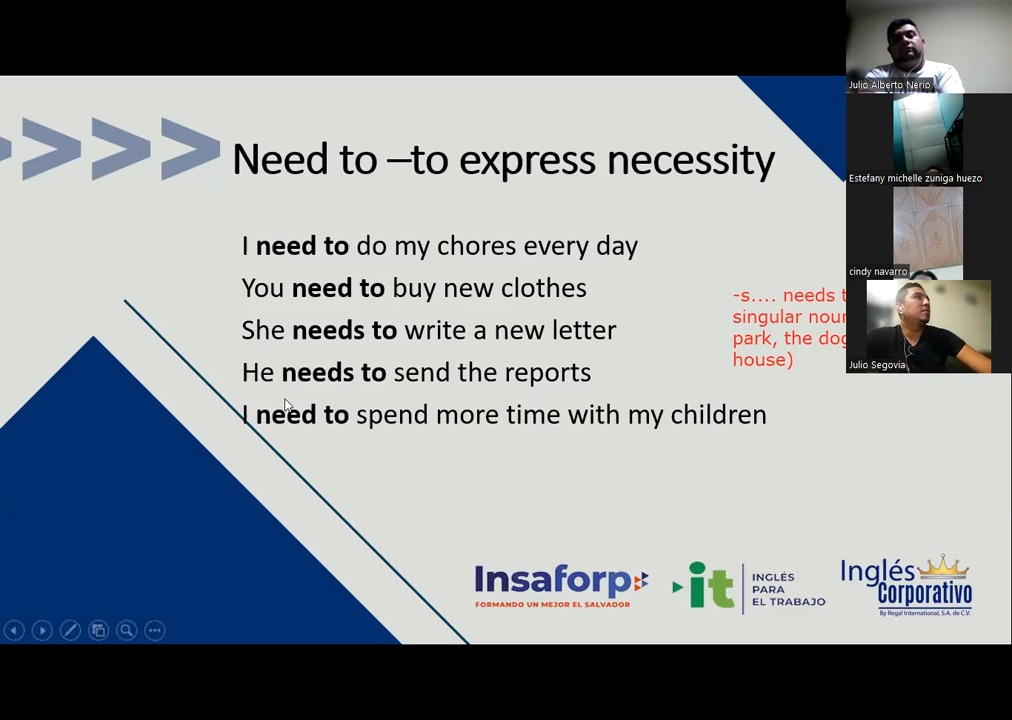 Need to –to express necessity
I need to do my chores every day
You need to buy new clothes
She needs to write a new letter
He needs to send the reports
I need to spend more time with my children
-s.... needs
singular
park, the dog
house)
Julio Alberto Nerio
Estefany michelle zuniga huezo
cindy navarro
Julio Segovia
Insaforp
FORMANDO UN MEJOR EL SALVADOR
it
INGLÉS
PARA
EL TRABAJO
Inglés
Corporativo
By Regal International, S.A. de C.V.